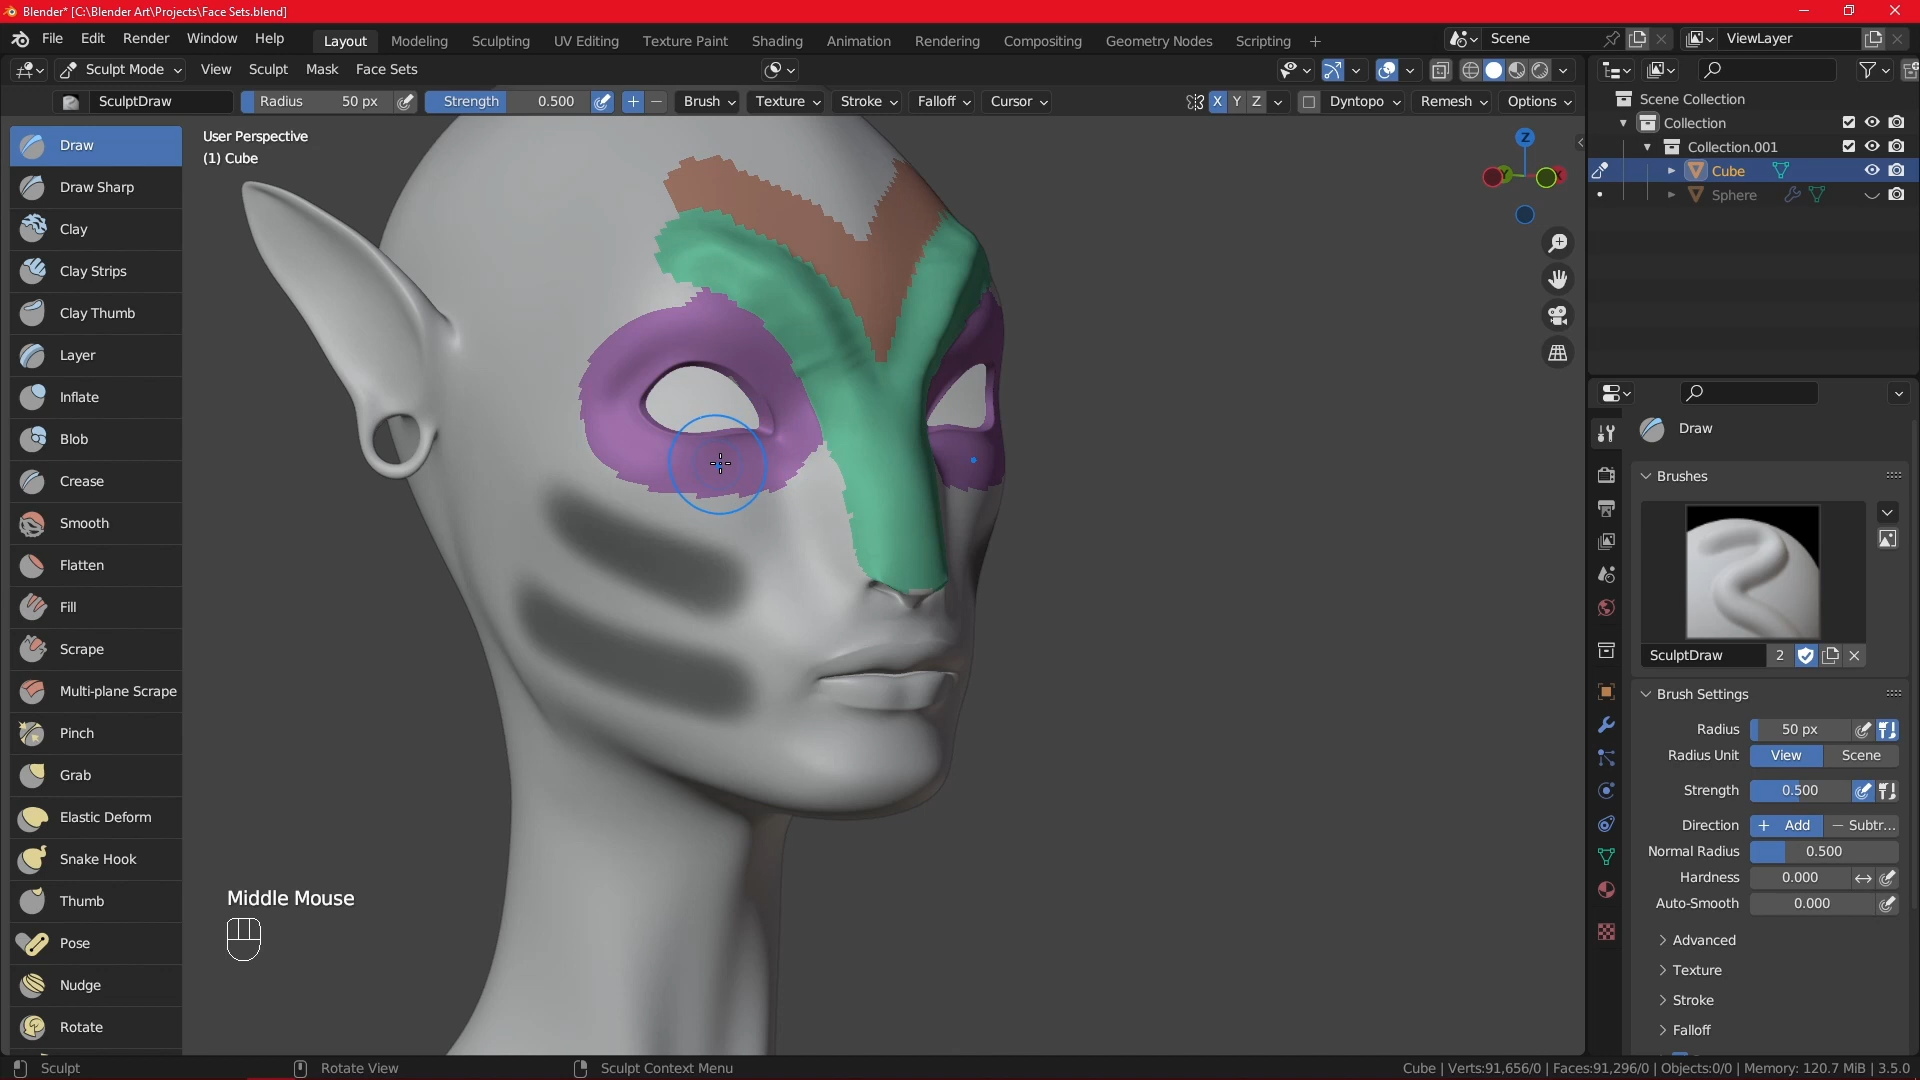 Blender* [C:\Blender Art\Projects\Face Sets.blend]
File Edit Render Window Help
Layout Modeling Sculpting UV Editing Texture Paint Shading Animation Rendering Compositing Geometry Nodes Scripting +
Scene
ViewLayer
Sculpt Mode View Sculpt Mask Face Sets
SculptDraw Radius 50 px Strength 0.500 Brush Texture Stroke Falloff Cursor X Y Z Dyntopo Remesh Options
Scene Collection
Collection
Collection.001
Cube
Sphere
User Perspective
(1) Cube
Z
Y
X
Draw
Draw Sharp
Clay
Clay Strips
Clay Thumb
Layer
Inflate
Blob
Crease
Smooth
Flatten
Fill
Scrape
Multi-plane Scrape
Pinch
Grab
Elastic Deform
Snake Hook
Thumb
Pose
Nudge
Rotate
Middle Mouse
Draw
Brushes
SculptDraw 2
Brush Settings
Radius 50 px
Radius Unit View Scene
Strength 0.500
Direction + Add − Subtr...
Normal Radius 0.500
Hardness 0.000
Auto-Smooth 0.000
Advanced
Texture
Stroke
Falloff
Sculpt Rotate View Sculpt Context Menu
Cube | Verts:91,656/0 | Faces:91,296/0 | Objects:0/0 | Memory: 120.7 MiB | 3.5.0